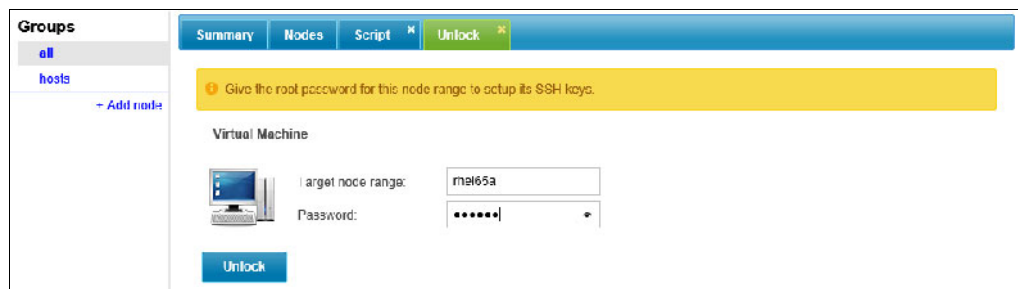 Groups
all
hosts
+ Add node
Summary Nodes Script × Unlock ×
Give the root password for this node range to setup its SSH keys.
Virtual Machine
Target node range: rhel65a
Password: ••••••
Unlock